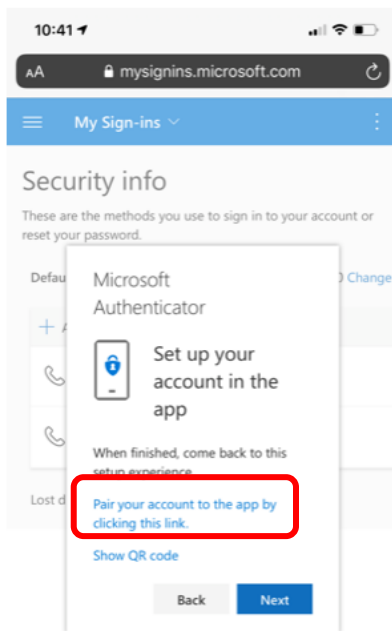 10:41
AA mysignins.microsoft.com
My Sign-ins
Security info
These are the methods you use to sign in to your account or
reset your password.
Change
Microsoft
Authenticator
Set up your
account in the
app
When finished, come back to this
setup experience
Pair your account to the app by
clicking this link.
Show QR code
Back Next